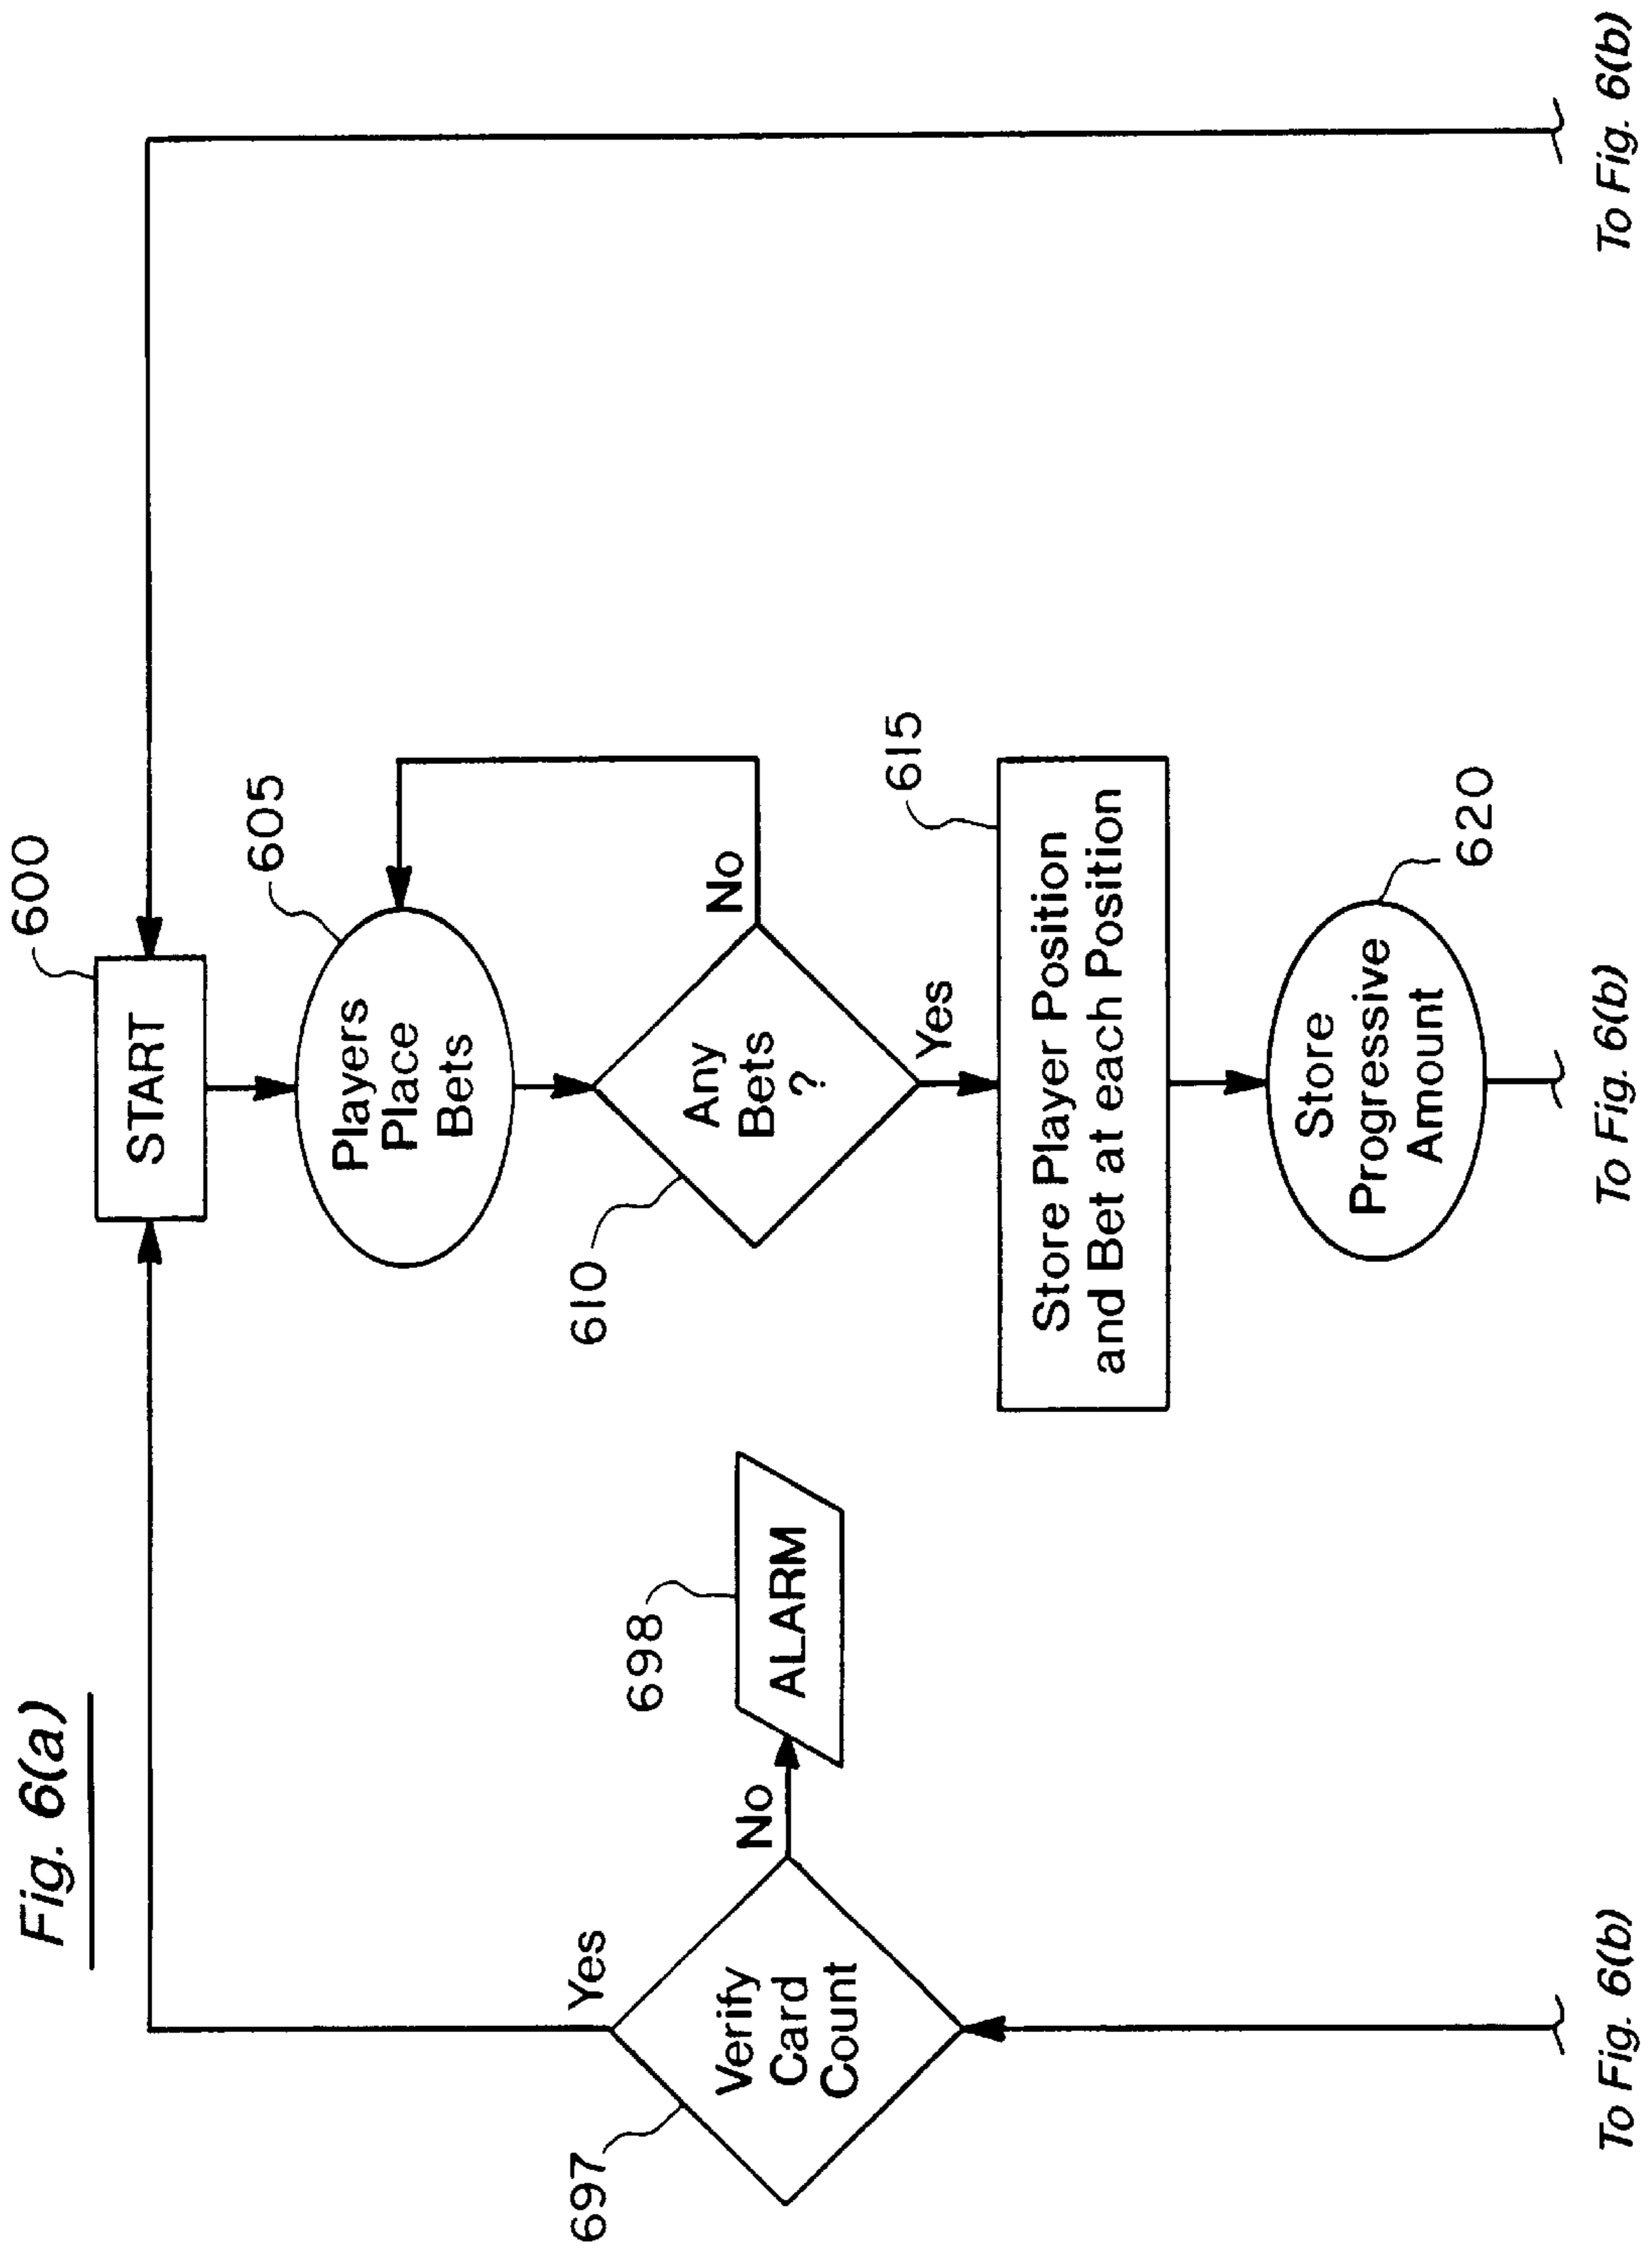 Fig. 6(a)
600
START
605
Players
Place
Bets
610
Any
Bets
?
No
Yes
615
Store Player Position
and Bet at each Position
620
Store
Progressive
Amount
697
Verify
Card
Count
Yes
No
698
ALARM
To Fig. 6(b)
To Fig. 6(b)
To Fig. 6(b)